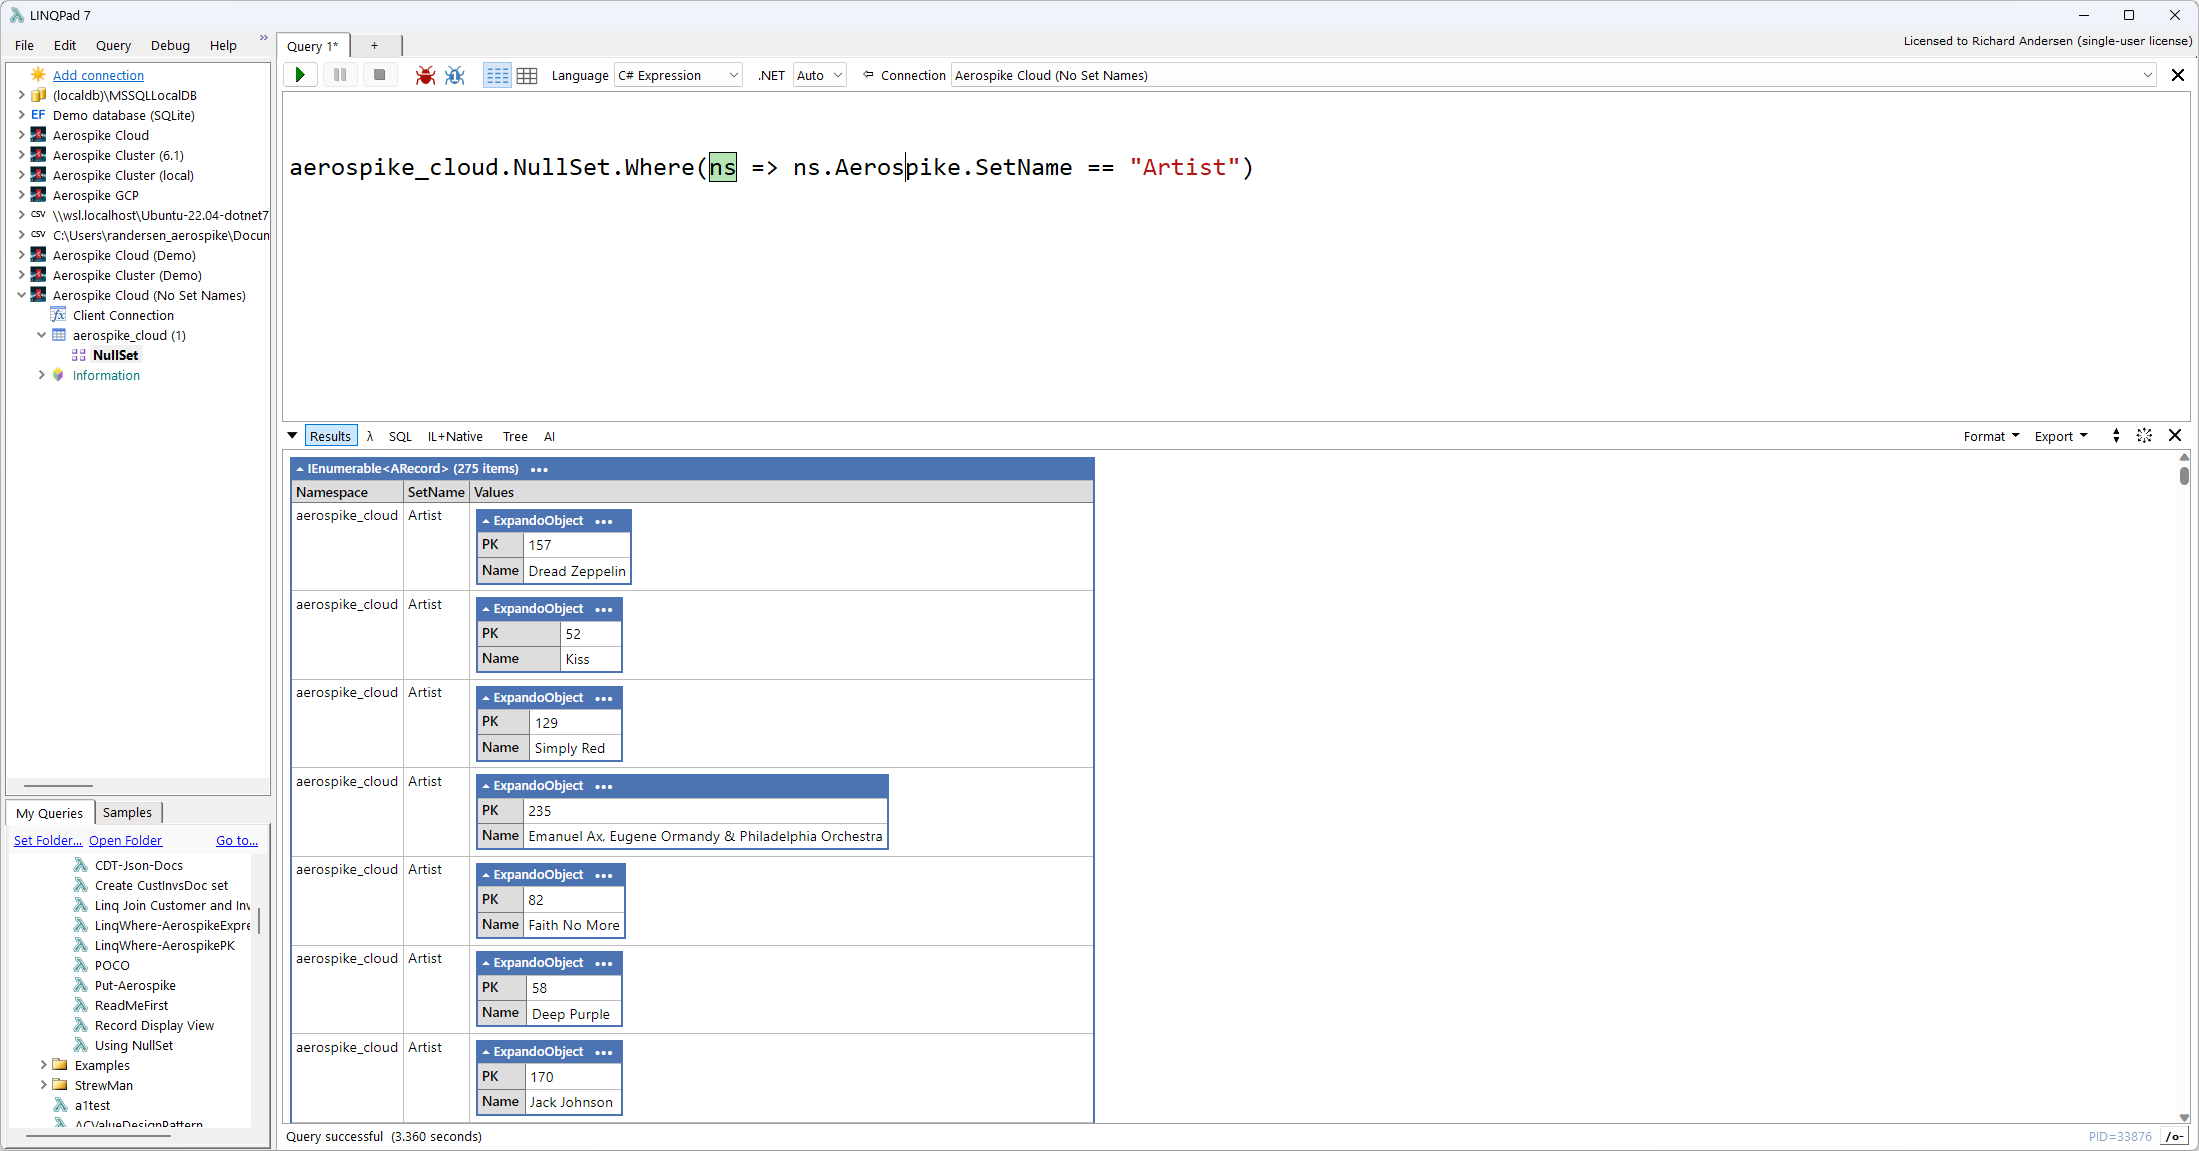 LINQPad 7
File Edit Query Debug Help »
Query 1* +
Licensed to Richard Andersen (single-user license)
Language C# Expression .NET Auto Connection Aerospike Cloud (No Set Names)
Add connection
(localdb)\MSSQLLocalDB
EF Demo database (SQLite)
Aerospike Cloud
Aerospike Cluster (6.1)
Aerospike Cluster (local)
Aerospike GCP
CSV \\wsl.localhost\Ubuntu-22.04-dotnet7
CSV C:\Users\randersen_aerospike\Docun
Aerospike Cloud (Demo)
Aerospike Cluster (Demo)
Aerospike Cloud (No Set Names)
fx Client Connection
aerospike_cloud (1)
NullSet
Information
aerospike_cloud.NullSet.Where(ns => ns.Aerospike.SetName == "Artist")
Results λ SQL IL+Native Tree AI
Format Export
IEnumerable<ARecord> (275 items) •••
Namespace SetName Values
aerospike_cloud Artist ExpandoObject •••
PK 157
Name Dread Zeppelin
aerospike_cloud Artist ExpandoObject •••
PK 52
Name Kiss
aerospike_cloud Artist ExpandoObject •••
PK 129
Name Simply Red
aerospike_cloud Artist ExpandoObject •••
PK 235
Name Emanuel Ax, Eugene Ormandy & Philadelphia Orchestra
aerospike_cloud Artist ExpandoObject •••
PK 82
Name Faith No More
aerospike_cloud Artist ExpandoObject •••
PK 58
Name Deep Purple
aerospike_cloud Artist ExpandoObject •••
PK 170
Name Jack Johnson
My Queries Samples
Set Folder... Open Folder Go to...
CDT-Json-Docs
Create CustInvsDoc set
Linq Join Customer and Inv
LinqWhere-AerospikeExpre
LinqWhere-AerospikePK
POCO
Put-Aerospike
ReadMeFirst
Record Display View
Using NullSet
Examples
StrewMan
a1test
ACValueDesignPattern
Query successful (3.360 seconds)
PID=33876 /o-